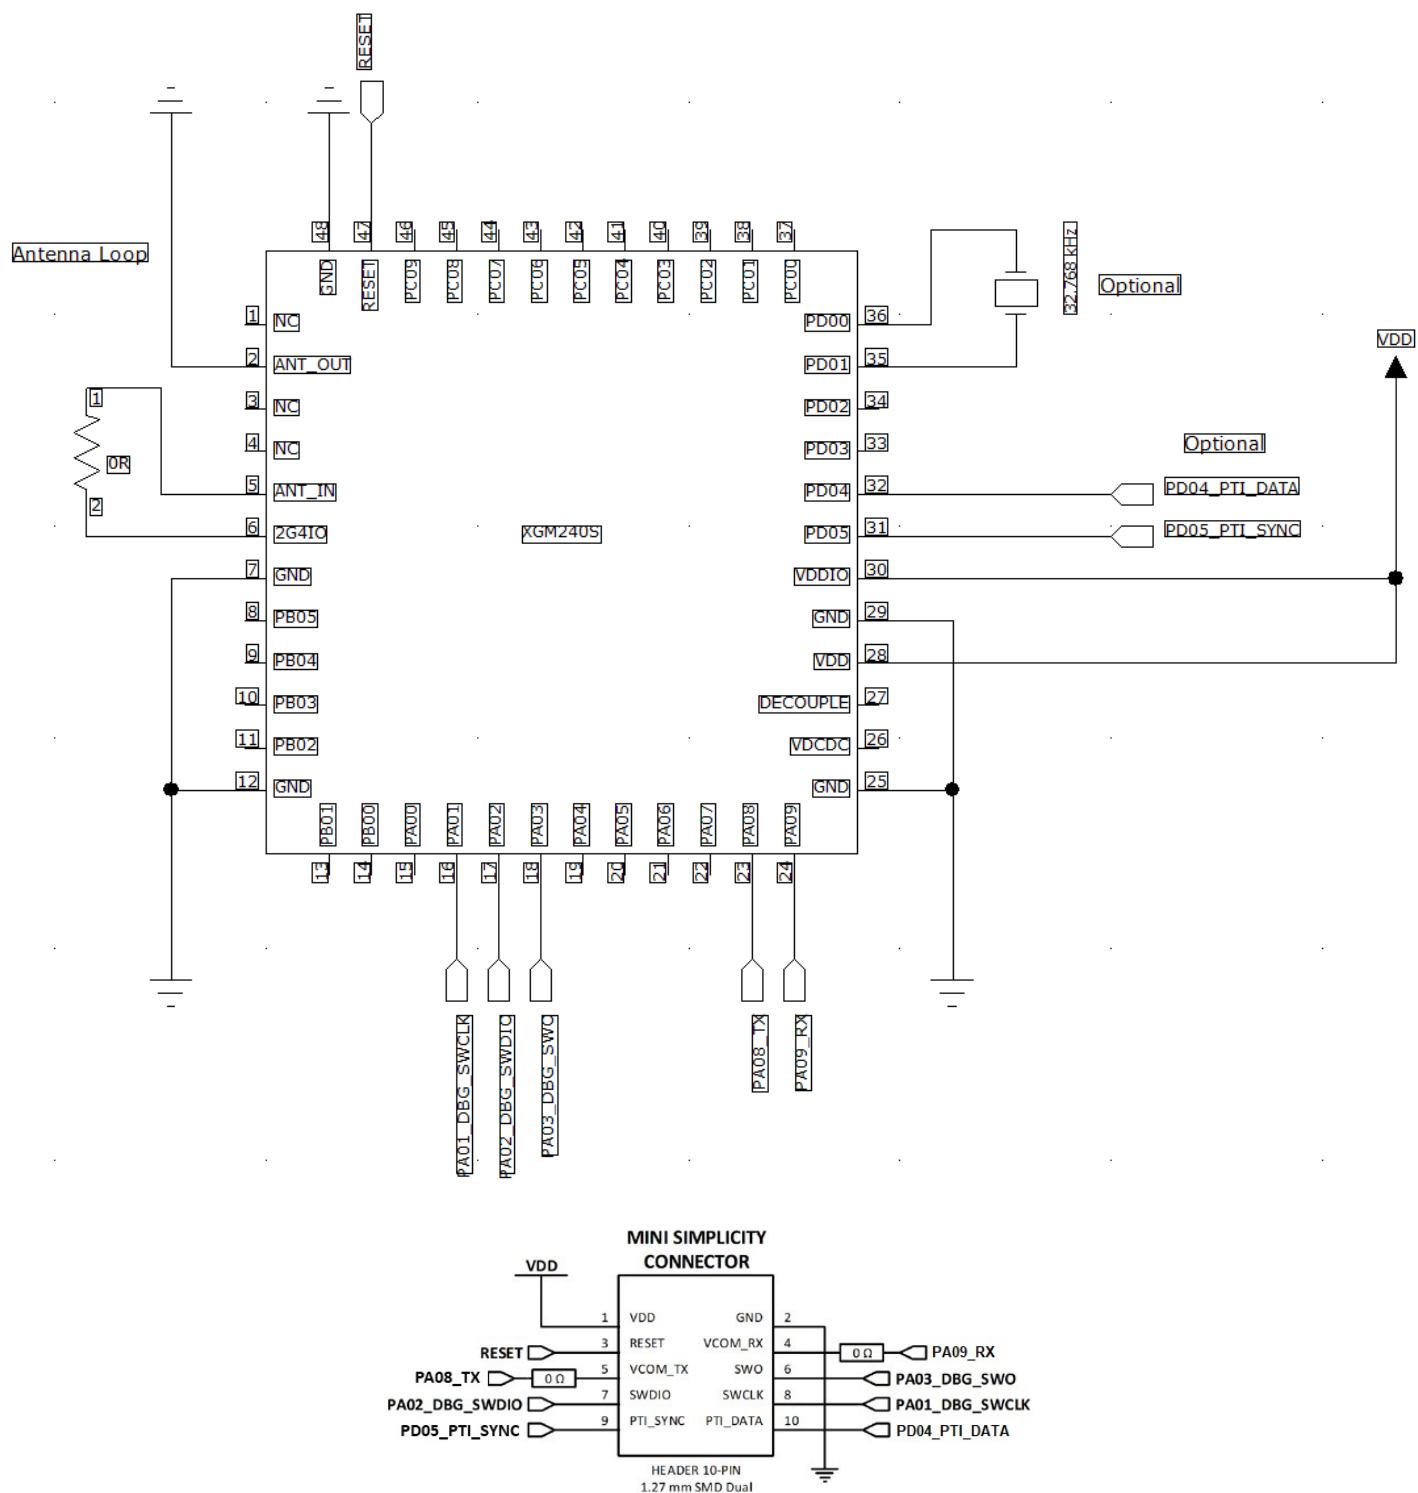 RESET
Antenna Loop
48
47
46
45
44
43
42
41
40
39
38
37
GND
RESET
PC09
PC08
PC07
PC06
PC05
PC04
PC03
PC02
PC01
PC00
32.768 kHz
Optional
1 NC
PD00 36
2 ANT_OUT
PD01 35
VDD
1
3 NC
PD02 34
4 NC
PD03 33
Optional
0R
5 ANT_IN
PD04 32
PD04_PTI_DATA
2
6 2G4IO
XGM240S
PD05 31
PD05_PTI_SYNC
7 GND
VDDIO 30
8 PB05
GND 29
9 PB04
VDD 28
10 PB03
DECOUPLE 27
11 PB02
VDCDC 26
12 GND
GND 25
PB01
PB00
PA00
PA01
PA02
PA03
PA04
PA05
PA06
PA07
PA08
PA09
13
14
15
16
17
18
19
20
21
22
23
24
PA01_DBG_SWCLK
PA02_DBG_SWDIO
PA03_DBG_SWO
PA08_TX
PA09_RX
MINI SIMPLICITY
CONNECTOR
VDD
1 VDD GND 2
RESET 3 RESET VCOM_RX 4 0 Ω PA09_RX
PA08_TX 0 Ω 5 VCOM_TX SWO 6 PA03_DBG_SWO
PA02_DBG_SWDIO 7 SWDIO SWCLK 8 PA01_DBG_SWCLK
PD05_PTI_SYNC 9 PTI_SYNC PTI_DATA 10 PD04_PTI_DATA
HEADER 10-PIN
1.27 mm SMD Dual